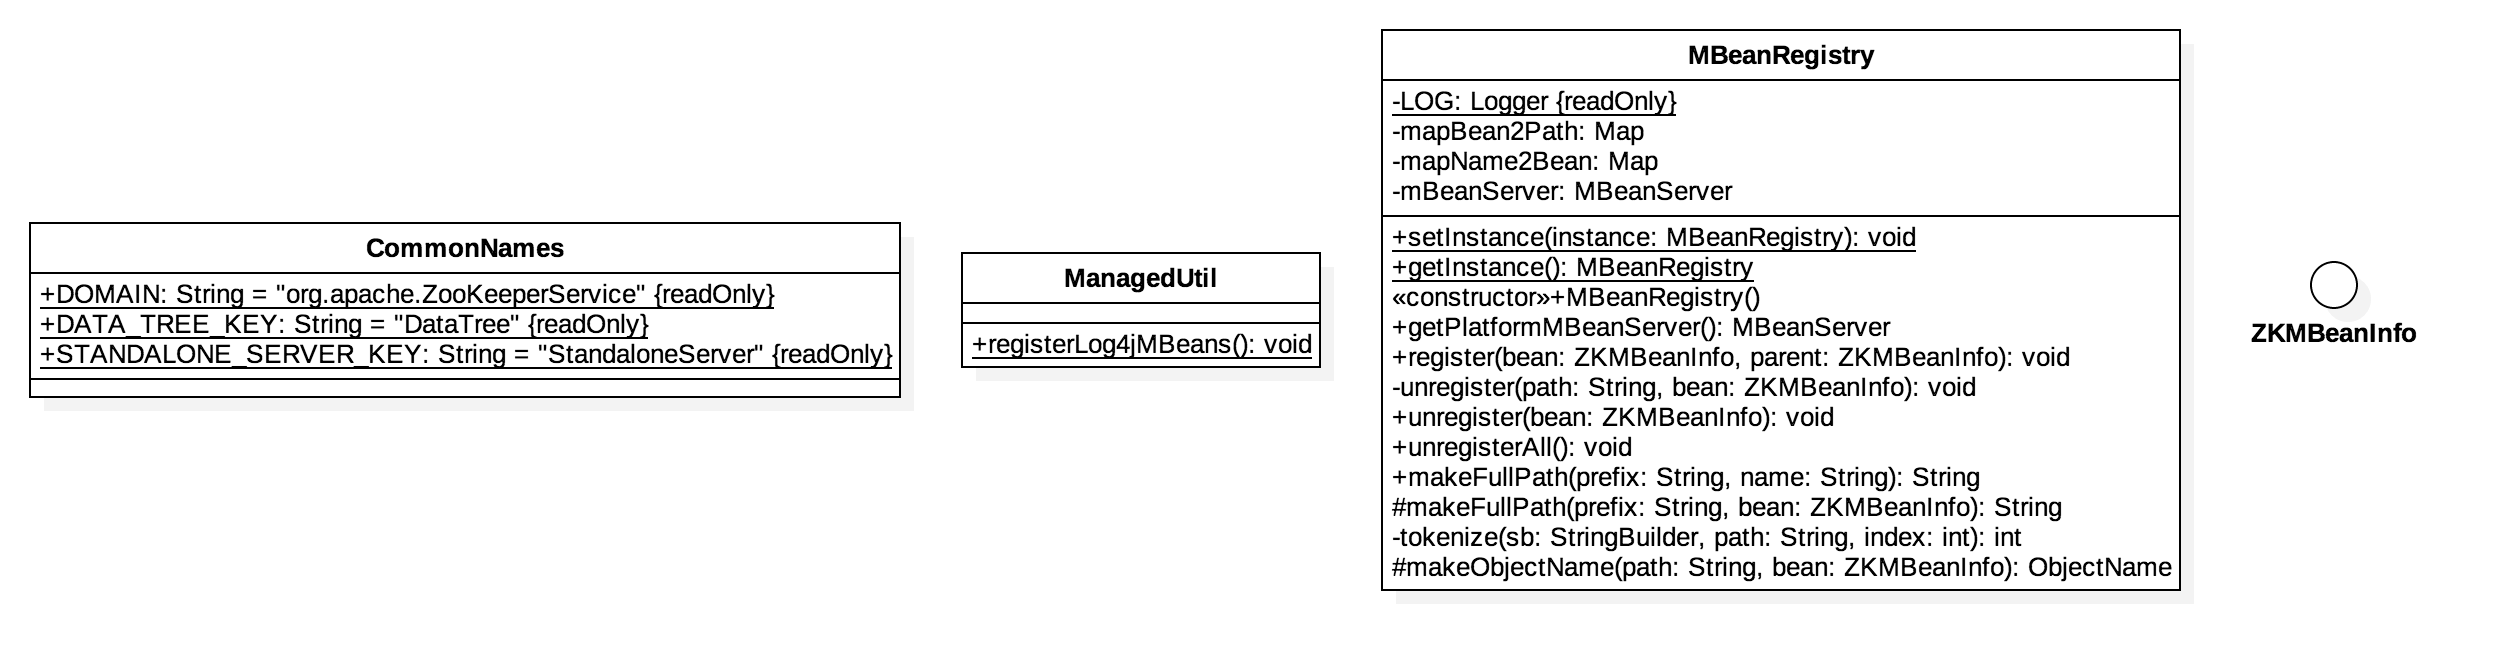 CommonNames
+DOMAIN: String = "org.apache.ZooKeeperService" {readOnly}
+DATA_TREE_KEY: String = "DataTree" {readOnly}
+STANDALONE_SERVER_KEY: String = "StandaloneServer" {readOnly}
ManagedUtil
+registerLog4jMBeans(): void
MBeanRegistry
-LOG: Logger {readOnly}
-mapBean2Path: Map
-mapName2Bean: Map
-mBeanServer: MBeanServer
+setInstance(instance: MBeanRegistry): void
+getInstance(): MBeanRegistry
«constructor»+MBeanRegistry()
+getPlatformMBeanServer(): MBeanServer
+register(bean: ZKMBeanInfo, parent: ZKMBeanInfo): void
-unregister(path: String, bean: ZKMBeanInfo): void
+unregister(bean: ZKMBeanInfo): void
+unregisterAll(): void
+makeFullPath(prefix: String, name: String): String
#makeFullPath(prefix: String, bean: ZKMBeanInfo): String
-tokenize(sb: StringBuilder, path: String, index: int): int
#makeObjectName(path: String, bean: ZKMBeanInfo): ObjectName
ZKMBeanInfo